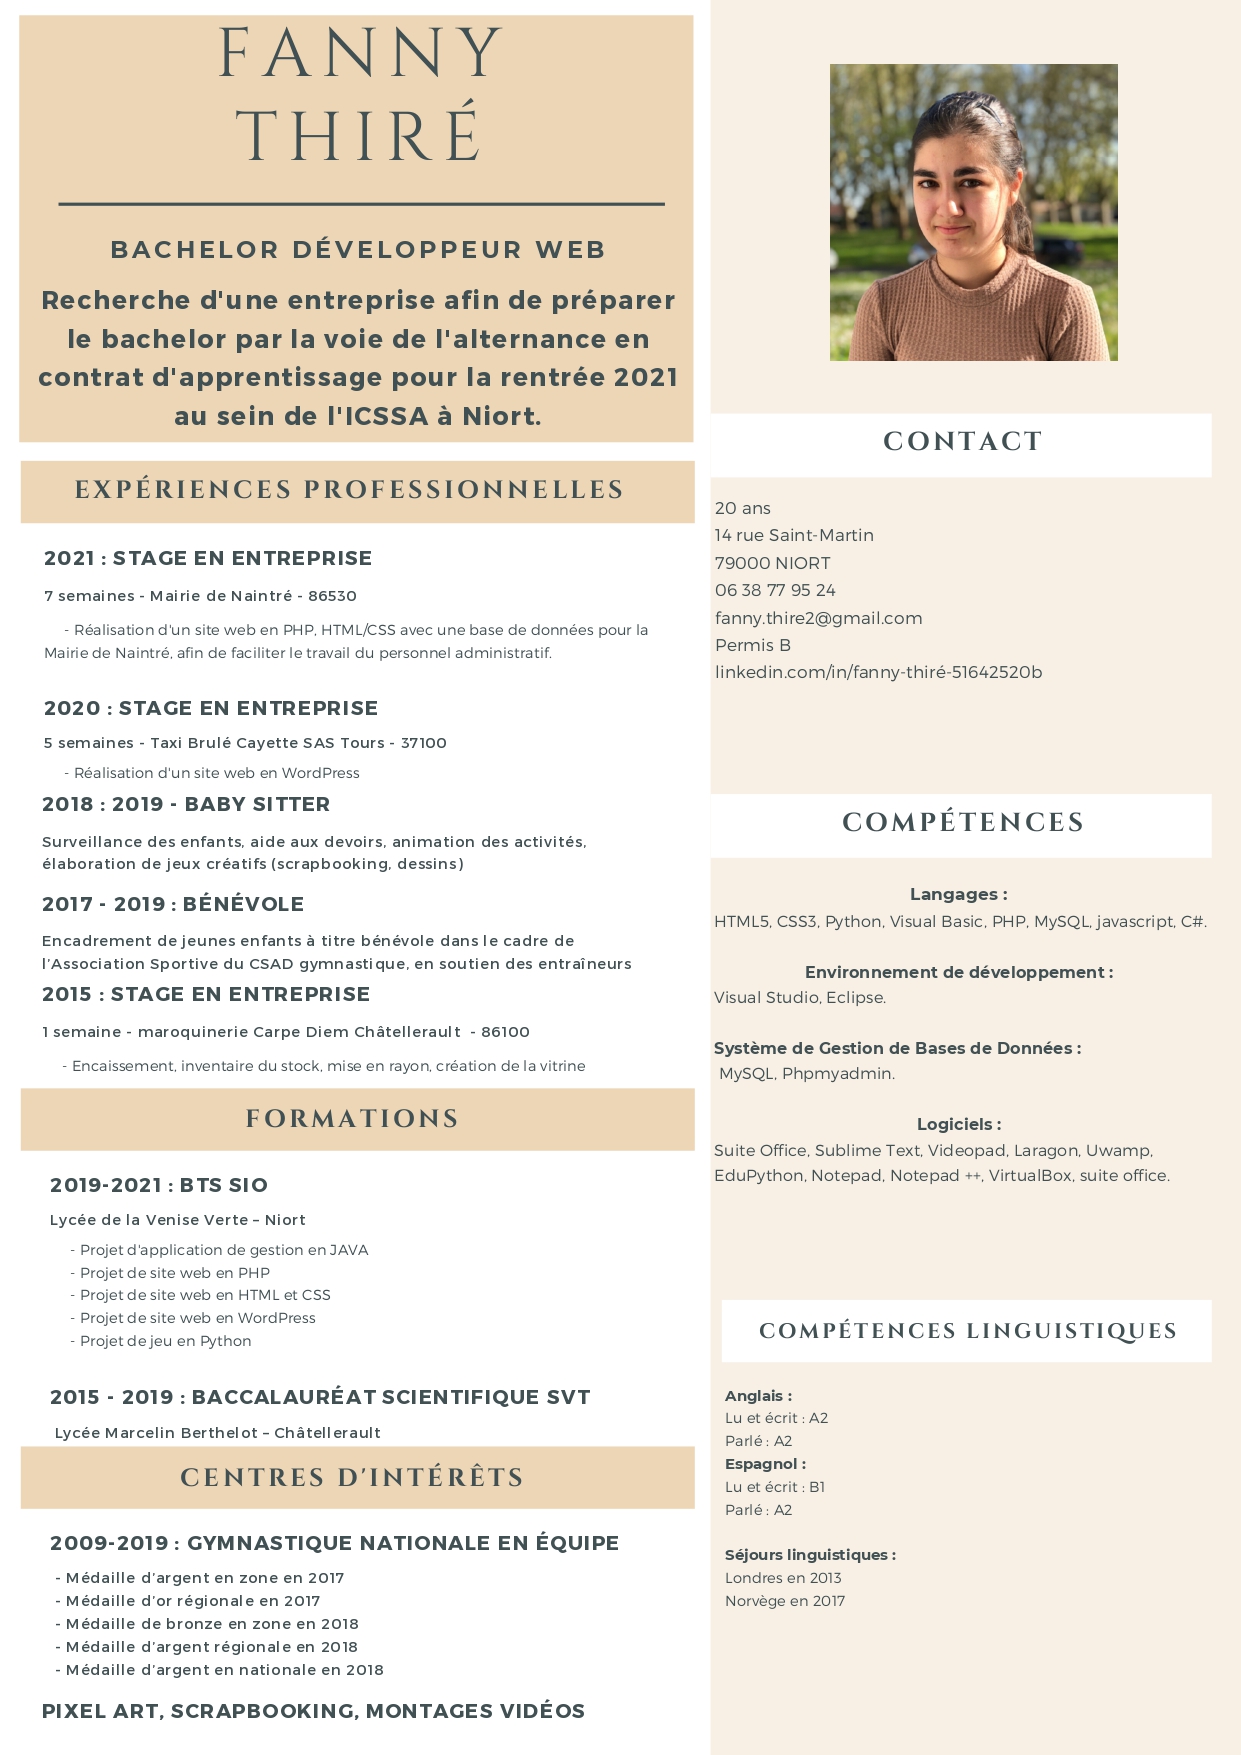 FANNY
THIRÉ
BACHELOR DÉVELOPPEUR WEB
Recherche d'une entreprise afin de préparer
le bachelor par la voie de l'alternance en
contrat d'apprentissage pour la rentrée 2021
au sein de l'ICSSA à Niort.
EXPÉRIENCES PROFESSIONNELLES
2021 : STAGE EN ENTREPRISE
7 semaines - Mairie de Naintré - 86530
- Réalisation d'un site web en PHP, HTML/CSS avec une base de données pour la
Mairie de Naintré, afin de faciliter le travail du personnel administratif.
2020 : STAGE EN ENTREPRISE
5 semaines - Taxi Brulé Cayette SAS Tours - 37100
- Réalisation d'un site web en WordPress
2018 : 2019 - BABY SITTER
Surveillance des enfants, aide aux devoirs, animation des activités,
élaboration de jeux créatifs (scrapbooking, dessins)
2017 - 2019 : BÉNÉVOLE
Encadrement de jeunes enfants à titre bénévole dans le cadre de
l'Association Sportive du CSAD gymnastique, en soutien des entraîneurs
2015 : STAGE EN ENTREPRISE
1 semaine - maroquinerie Carpe Diem Châtellerault - 86100
- Encaissement, inventaire du stock, mise en rayon, création de la vitrine
FORMATIONS
2019-2021 : BTS SIO
Lycée de la Venise Verte – Niort
- Projet d'application de gestion en JAVA
- Projet de site web en PHP
- Projet de site web en HTML et CSS
- Projet de site web en WordPress
- Projet de jeu en Python
2015 - 2019 : BACCALAURÉAT SCIENTIFIQUE SVT
Lycée Marcelin Berthelot – Châtellerault
CENTRES D'INTÉRÊTS
2009-2019 : GYMNASTIQUE NATIONALE EN ÉQUIPE
- Médaille d'argent en zone en 2017
- Médaille d'or régionale en 2017
- Médaille de bronze en zone en 2018
- Médaille d'argent régionale en 2018
- Médaille d'argent en nationale en 2018
PIXEL ART, SCRAPBOOKING, MONTAGES VIDÉOS
CONTACT
20 ans
14 rue Saint-Martin
79000 NIORT
06 38 77 95 24
fanny.thire2@gmail.com
Permis B
linkedin.com/in/fanny-thiré-51642520b
COMPÉTENCES
Langages :
HTML5, CSS3, Python, Visual Basic, PHP, MySQL, javascript, C#.
Environnement de développement :
Visual Studio, Eclipse.
Système de Gestion de Bases de Données :
MySQL, Phpmyadmin.
Logiciels :
Suite Office, Sublime Text, Videopad, Laragon, Uwamp,
EduPython, Notepad, Notepad ++, VirtualBox, suite office.
COMPÉTENCES LINGUISTIQUES
Anglais :
Lu et écrit : A2
Parlé : A2
Espagnol :
Lu et écrit : B1
Parlé : A2
Séjours linguistiques :
Londres en 2013
Norvège en 2017